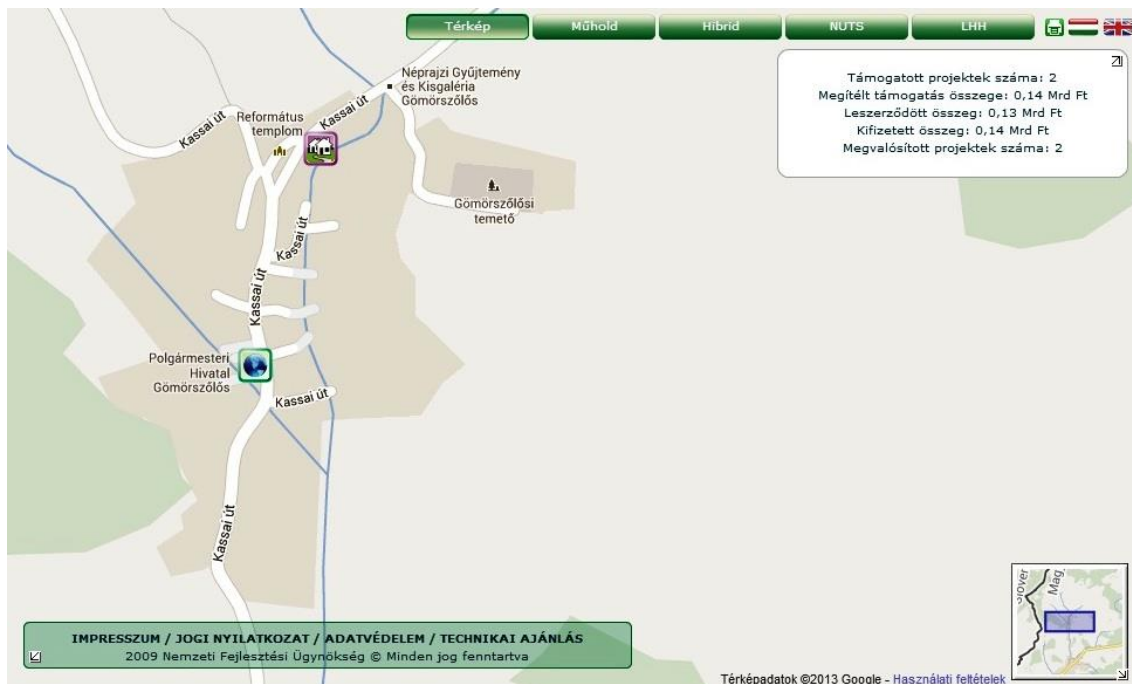 Térkép
Műhold
Hibrid
NUTS
LHH
Támogatott projektek száma: 2
Megítélt támogatás összege: 0,14 Mrd Ft
Leszerződött összeg: 0,13 Mrd Ft
Kifizetett összeg: 0,14 Mrd Ft
Megvalósított projektek száma: 2
Néprajzi Gyűjtemény
és Kisgaléria
Gömörszőlős
Kassai út
Református
templom
Kassai út
Gömörszőlősi
temető
Kassai út
Kassai út
Polgármesteri
Hivatal
Gömörszőlős
Kassai út
Kassai út
Mag
IMPRESSZUM / JOGI NYILATKOZAT / ADATVÉDELEM / TECHNIKAI AJÁNLÁS
2009 Nemzeti Fejlesztési Ügynökség © Minden jog fenntartva
Térképadatok ©2013 Google - Használati feltételek